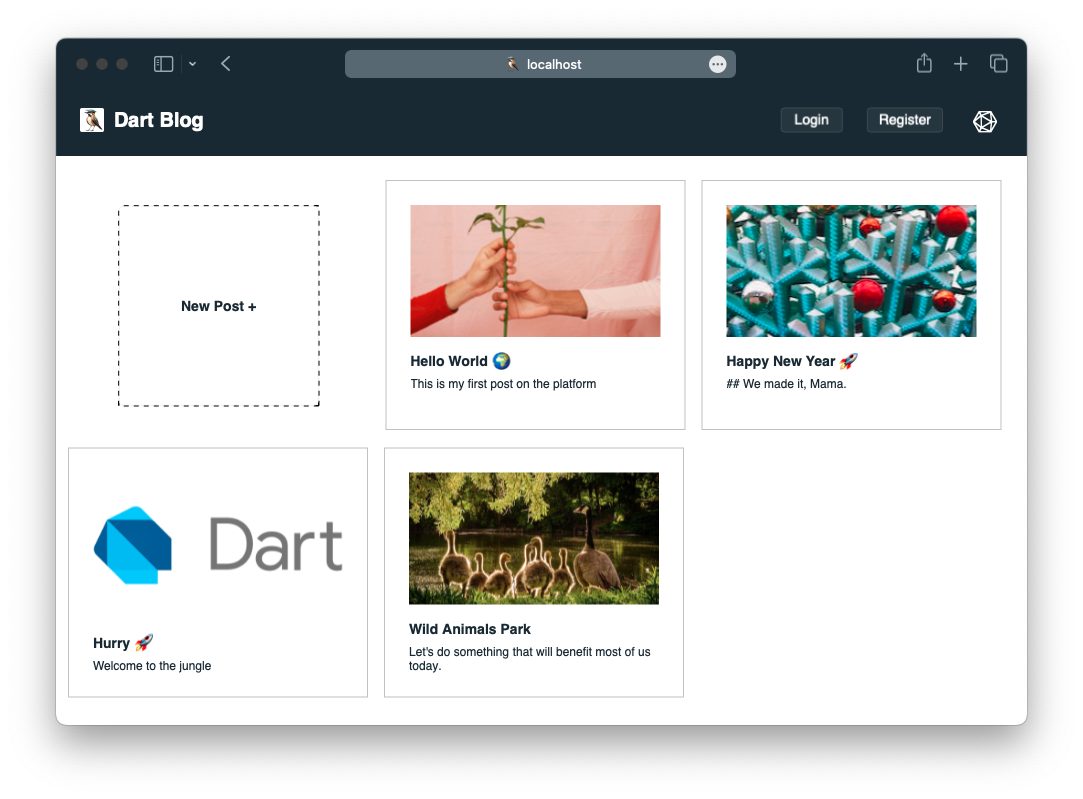 localhost
Dart Blog
Login
Register
New Post +
Hello World 🌍
This is my first post on the platform
Happy New Year 🚀
## We made it, Mama.
Dart
Hurry 🚀
Welcome to the jungle
Wild Animals Park
Let's do something that will benefit most of us
today.